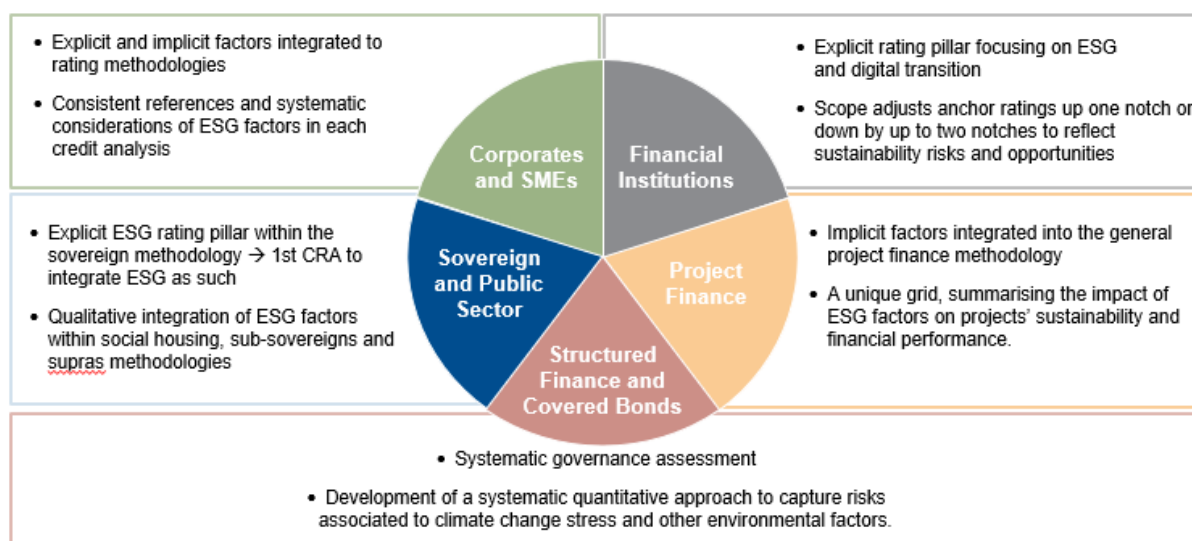 • Explicit and implicit factors integrated to
rating methodologies
• Consistent references and systematic
considerations of ESG factors in each
credit analysis
• Explicit rating pillar focusing on ESG
and digital transition
• Scope adjusts anchor ratings up one notch or
down by up to two notches to reflect
sustainability risks and opportunities
Corporates
and SMEs
Financial
Institutions
• Explicit ESG rating pillar within the
sovereign methodology → 1st CRA to
integrate ESG as such
• Qualitative integration of ESG factors
within social housing, sub-sovereigns and
supras methodologies
Sovereign
and Public
Sector
Project
Finance
• Implicit factors integrated into the general
project finance methodology
• A unique grid, summarising the impact of
ESG factors on projects’ sustainability and
financial performance.
Structured
Finance and
Covered Bonds
• Systematic governance assessment
• Development of a systematic quantitative approach to capture risks
associated to climate change stress and other environmental factors.